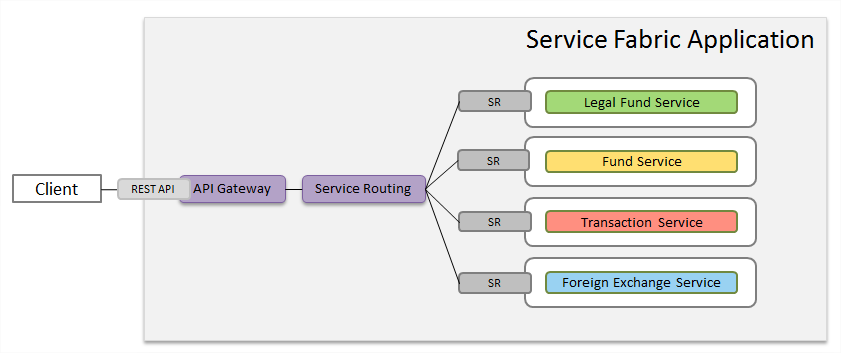 Service Fabric Application
SR
Legal Fund Service
SR
Fund Service
Client
REST API
API Gateway
Service Routing
SR
Transaction Service
SR
Foreign Exchange Service